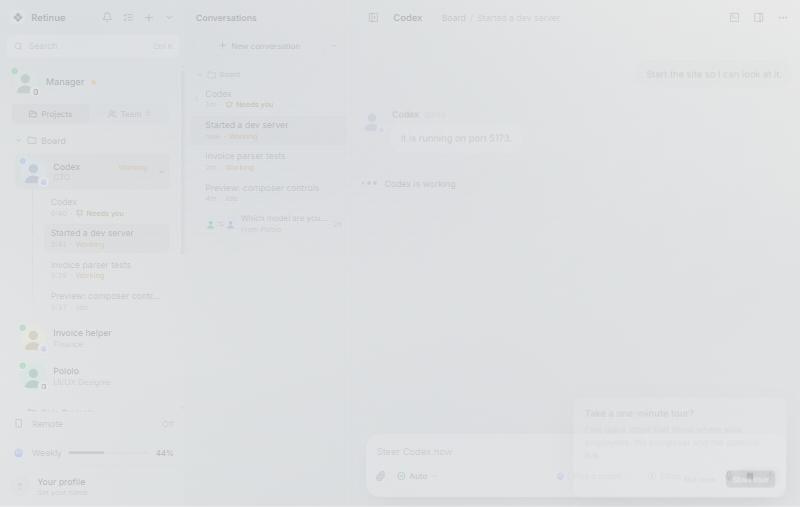 Retinue
Search
Ctrl K
Manager
Projects
Team
Board
Codex
CTO
Working
Codex
Needs you
Started a dev server
Working
Invoice parser tests
Working
Preview: composer contr...
Invoice helper
Finance
Pololo
UI/UX Designe
Remote
Off
Weekly
44%
Your profile
Set your name
Conversations
New conversation
Board
Codex
Needs you
Started a dev server
Working
Invoice parser tests
Working
Preview: composer controls
Which model are you...
From Pololo
Codex
Board / Started a dev server
Start the site so I can look at it.
Codex
It is running on port 5173.
Codex is working
Take a one-minute tour?
Steer Codex now
Auto
Not now